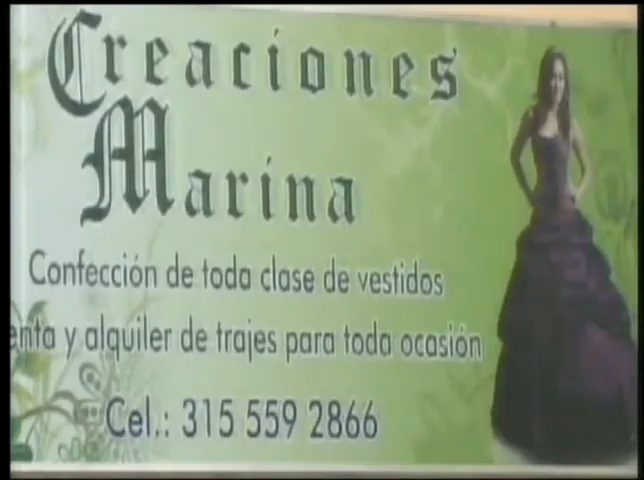 Creaciones
Marina
Confección de toda clase de vestidos
enta y alquiler de trajes para toda ocasión
Cel.: 315 559 2866